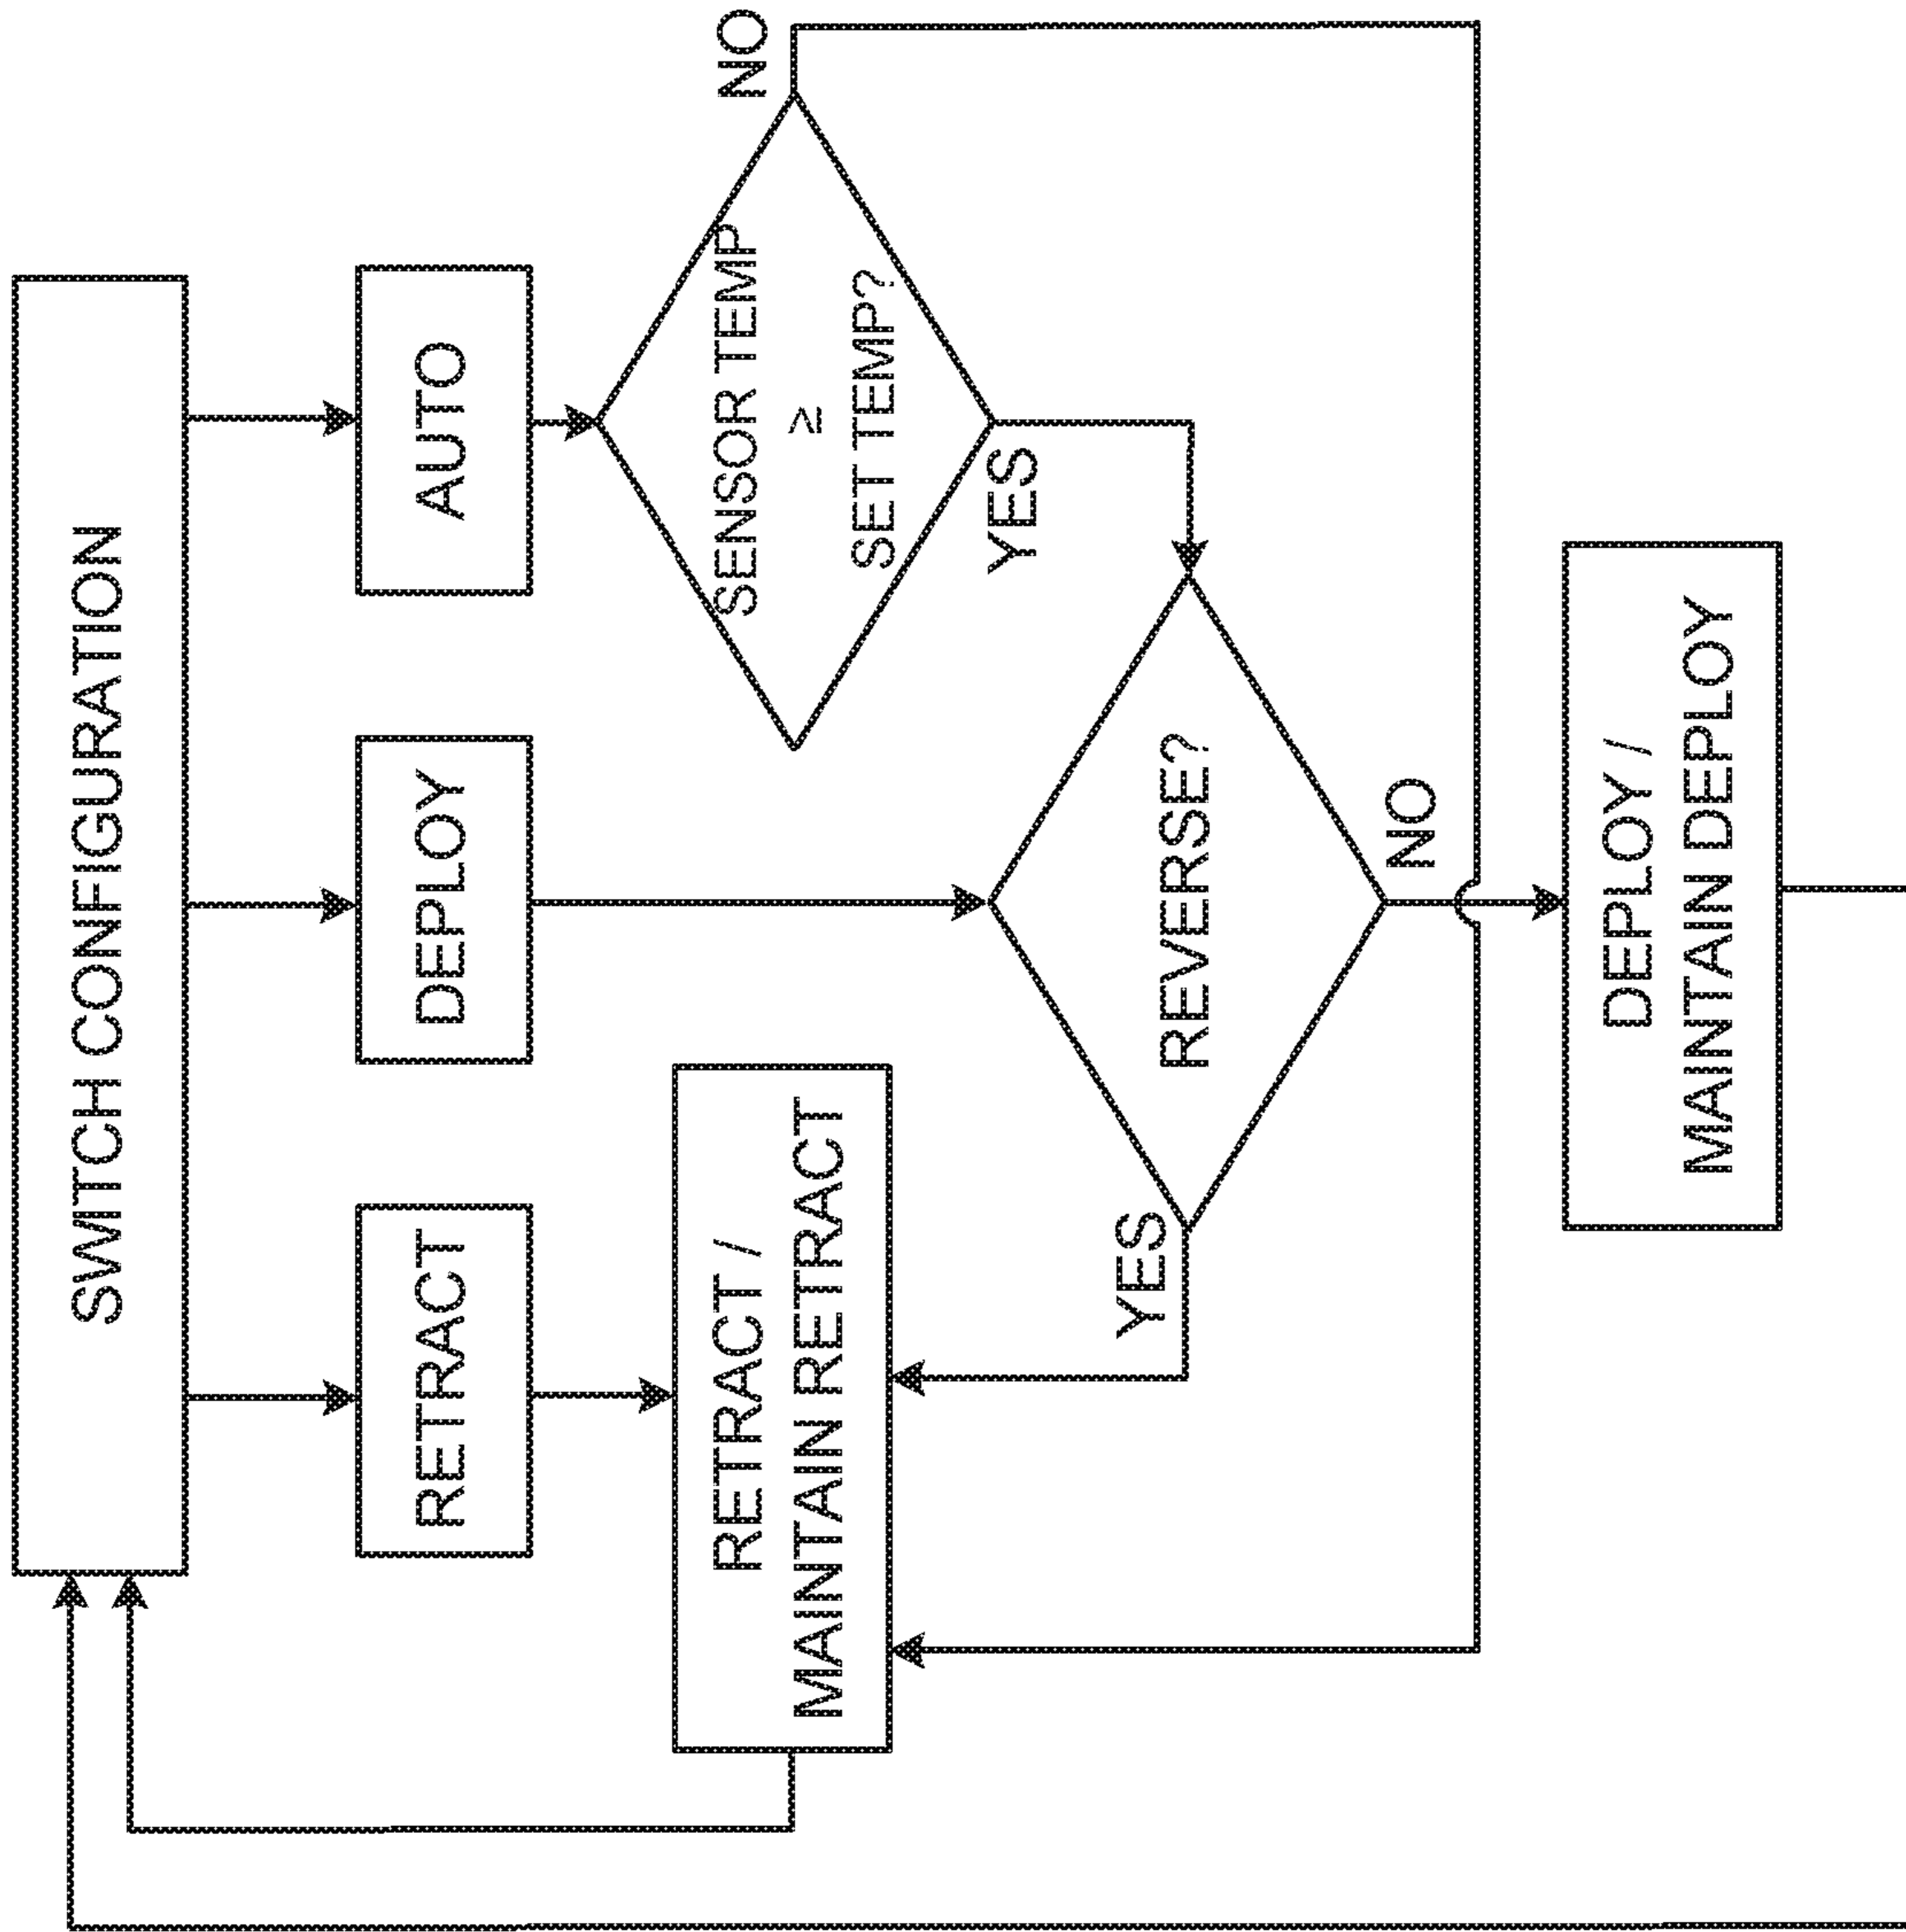 SWITCH CONFIGURATION
RETRACT
DEPLOY
AUTO
RETRACT /
MAINTAIN RETRACT
SENSOR TEMP
≥
SET TEMP?
NO
YES
REVERSE?
YES
NO
DEPLOY /
MAINTAIN DEPLOY